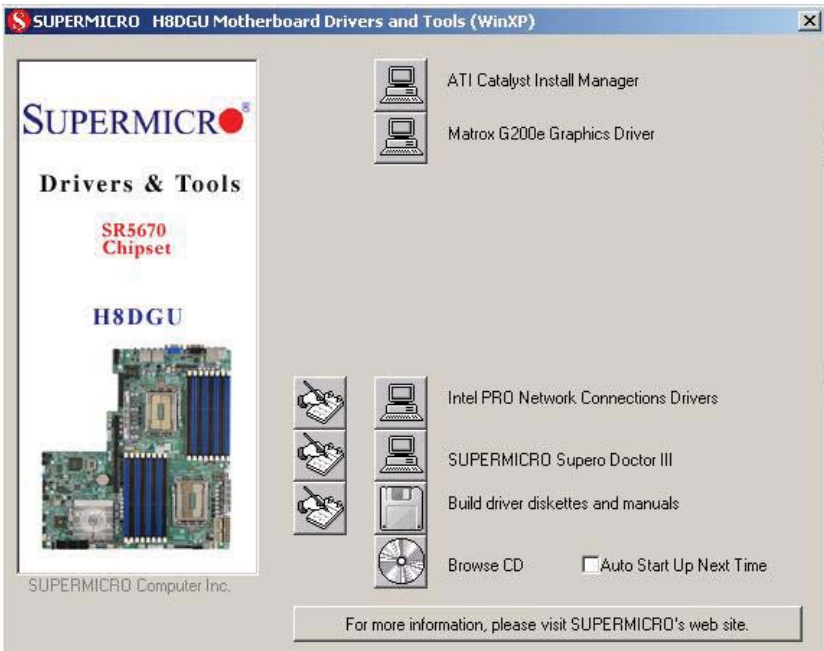 SUPERMICRO H8DGU Motherboard Drivers and Tools (WinXP)
SUPERMICRO®
Drivers & Tools
SR5670
Chipset
H8DGU
SUPERMICRO Computer Inc.
ATI Catalyst Install Manager
Matrox G200e Graphics Driver
Intel PRO Network Connections Drivers
SUPERMICRO Supero Doctor III
Build driver diskettes and manuals
Browse CD
Auto Start Up Next Time
For more information, please visit SUPERMICRO's web site.